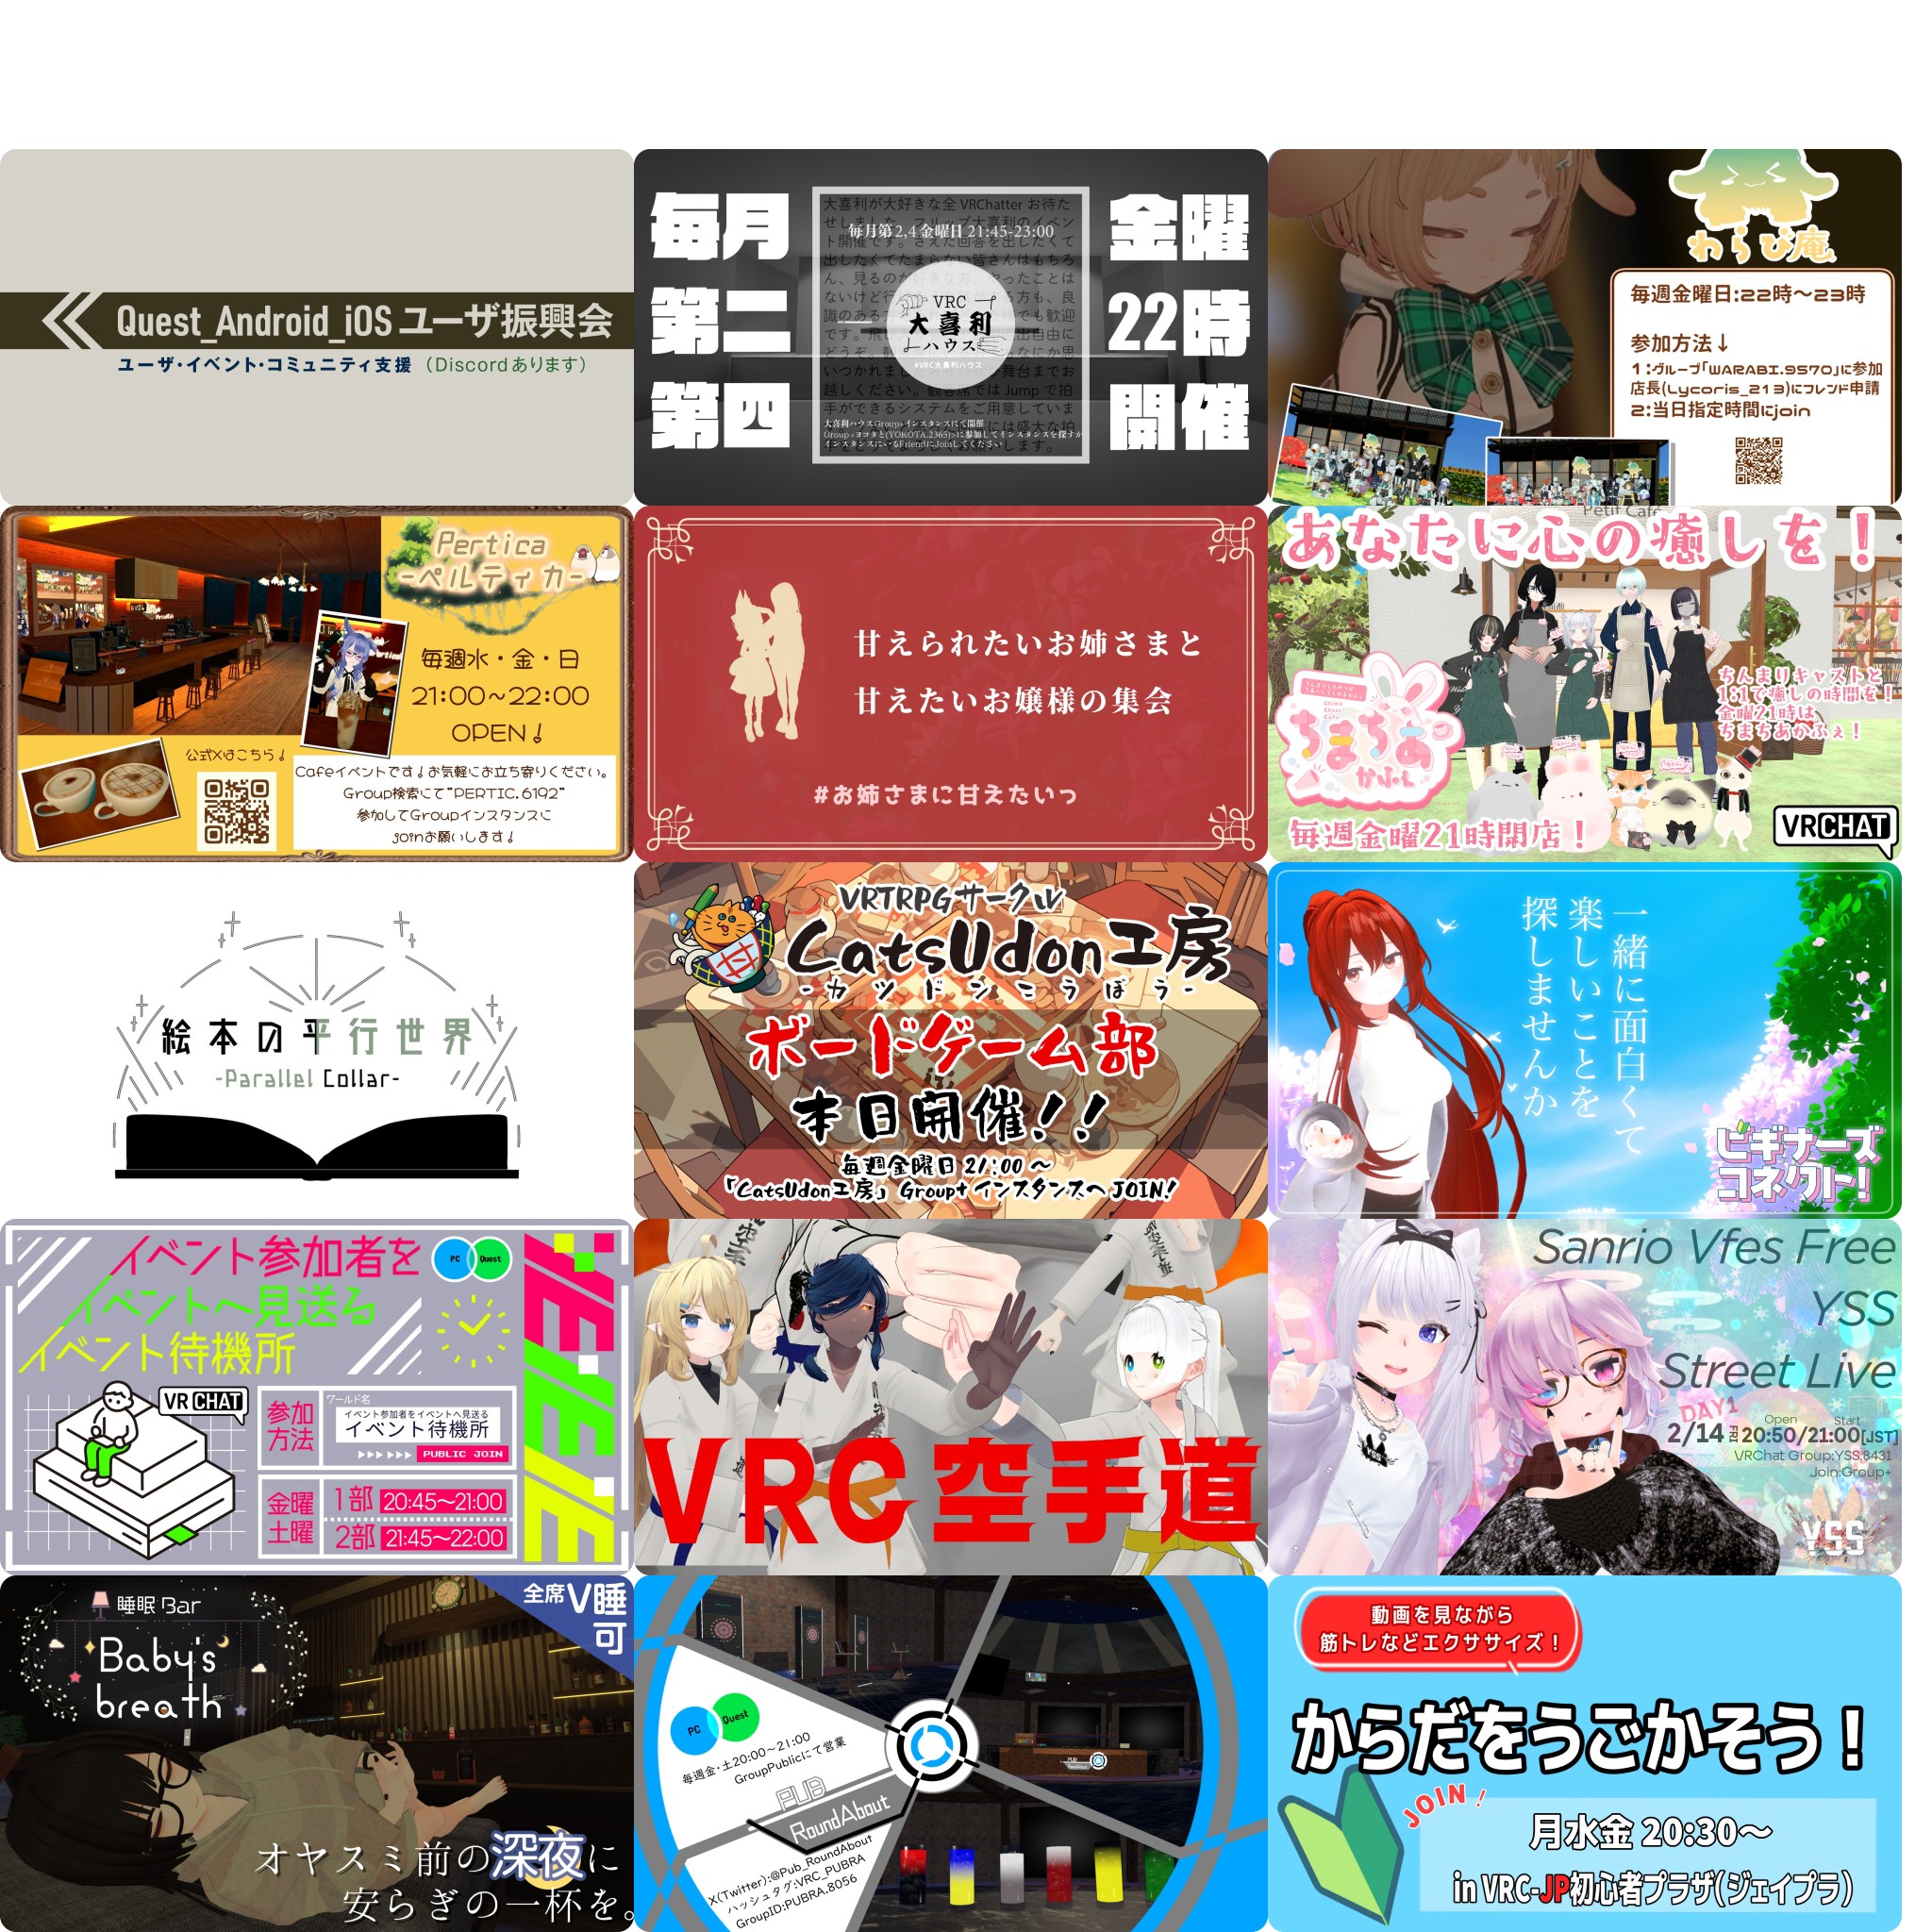 Quest_Android_iOS ユーザ振興会
ユーザ・イベント・コミュニティ支援 （Discordあります）
毎月
第二
第四
毎月第2,4 金曜日 21:45-23:00
VRC
大喜利
ハウス
#VRC大喜利ハウス
大喜利ハウスGroup+インスタンスにて開催
金曜
22時
開催
わらび庵
毎週金曜日:22時～23時
参加方法↓
1:グループ「WARABI.9570」に参加
店長(Lycoris_213)にフレンド申請
2:当日指定時間にjoin
Pertica
-ペルティカ-
毎週水・金・日
21:00～22:00
OPEN！
公式Xはこちら！
Cafeイベントです！お気軽にお立ち寄りください。
Group検索にて"PERTIC.6192"
参加してGroupインスタンスに
joinお願いします！
甘えられたいお姉さまと
甘えたいお嬢様の集会
#お姉さまに甘えたいっ
Petit Cafe
あなたに心の癒しを！
ちんまりキャストと
1:1で癒しの時間を！
金曜21時は
ちまちあかふぇ！
ちまちあ
かふぇ
毎週金曜21時開店！
VRCHAT
絵本の平行世界
-Parallel Collar-
VRTRPGサークル
CatsUdon工房
-カツドンこうぼう-
ボードゲーム部
本日開催!!
毎週金曜日 21:00 ～
「CatsUdon工房」 Group+ インスタンスへ JOIN!
一緒に面白くて
楽しいことを
探しませんか
ビギナーズ
コネクト!
イベント参加者を
イベントへ見送る
イベント待機所
PC Quest
VRCHAT
参加
方法
ワールド名
イベント参加者をイベントへ見送る
イベント待機所
PUBLIC JOIN
金曜
土曜
1部 20:45～21:00
2部 21:45～22:00
VRC空手道
Sanrio Vfes Free
YSS
Street Live
DAY1
Open Start
2/14 FRI 20:50/21:00[JST]
VRChat Group:YSS.8431
Join:Group+
YSS
睡眠Bar
Baby's
breath
全席V睡
可
オヤスミ前の深夜に
安らぎの一杯を。
PC Quest
毎週金・土20:00～21:00
GroupPublicにて営業
PUB
RoundAbout
X(Twitter):@Pub_RoundAbout
ハッシュタグ:VRC_PUBRA
GroupID:PUBRA.8056
動画を見ながら
筋トレなどエクササイズ！
からだをうごかそう！
JOIN！
月水金 20:30～
in VRC-JP初心者プラザ(ジェイプラ)